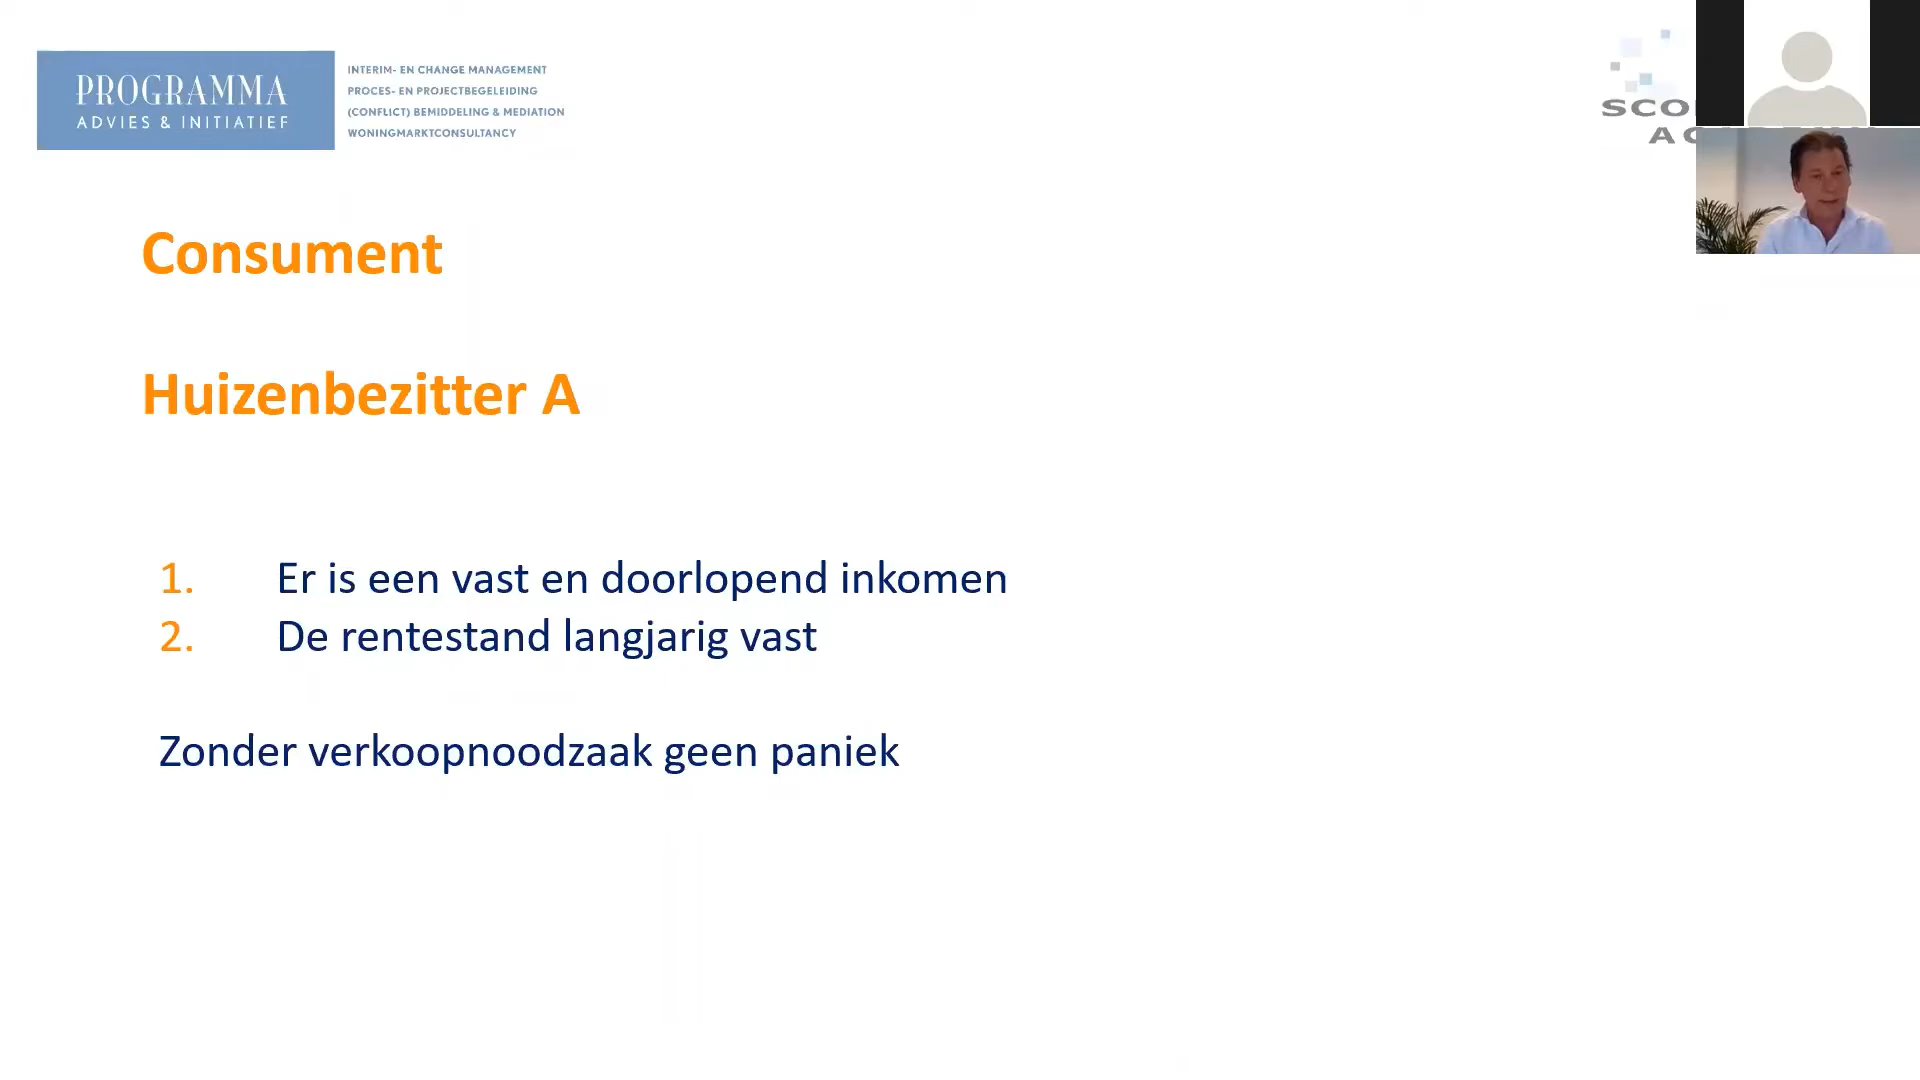 PROGRAMMA
ADVIES & INITIATIEF
INTERIM- EN CHANGE MANAGEMENT
PROCES- EN PROJECTBEGELEIDING
(CONFLICT) BEMIDDELING & MEDIATION
WONINGMARKTCONSULTANCY
Consument
Huizenbezitter A
1. Er is een vast en doorlopend inkomen
2. De rentestand langjarig vast
Zonder verkoopnoodzaak geen paniek